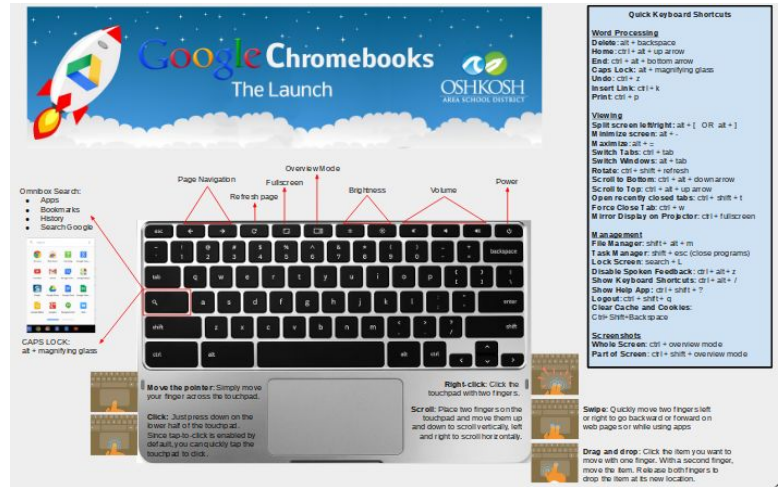 Google Chromebooks
The Launch
OSHKOSH
AREA SCHOOL DISTRICT
Quick Keyboard Shortcuts
Word Processing
Delete: alt + backspace
Home: ctrl + alt + up arrow
End: ctrl + alt + bottom arrow
Caps Lock: alt + magnifying glass
Undo: ctrl + z
Insert Link: ctrl + k
Print: ctrl + p
Viewing
Split screen left/right: alt + [ OR alt + ]
Minimize screen: alt + -
Maximize: alt + =
Switch Tabs: ctrl + tab
Switch Windows: alt + tab
Rotate: ctrl + shift + refresh
Scroll to Bottom: ctrl + alt + down arrow
Scroll to Top: ctrl + alt + up arrow
Open recently closed tabs: ctrl + shift + t
Force Close Tab: ctrl + w
Mirror Display on Projector: ctrl + fullscreen
Management
File Manager: shift + alt + m
Task Manager: shift + esc (close programs)
Lock Screen: search + L
Disable Spoken Feedback: ctrl + alt + z
Show Keyboard Shortcuts: ctrl + alt + /
Show Help App: ctrl + shift + ?
Logout: ctrl + shift + q
Clear Cache and Cookies:
Ctrl+Shift+Backspace
Screenshots
Whole Screen: ctrl + overview mode
Part of Screen: ctrl + shift + overview mode
Omnibox Search:
Apps
Bookmarks
History
Search Google
CAPS LOCK:
alt + magnifying glass
Page Navigation
Refresh page
Fullscreen
Overview Mode
Brightness
Volume
Power
esc
backspace
tab q w e r t y u i o p
a s d f g h j k l enter
shift z x c v b n m shift
ctrl alt alt ctrl
Move the pointer: Simply move
your finger across the touchpad.
Click: Just press down on the
lower half of the touchpad.
Since tap-to-click is enabled by
default, you can quickly tap the
touchpad to click.
Right-click: Click the
touchpad with two fingers.
Scroll: Place two fingers on the
touchpad and move them up
and down to scroll vertically, left
and right to scroll horizontally.
Swipe: Quickly move two fingers left
or right to go backward or forward on
web pages or while using apps
Drag and drop: Click the item you want to
move with one finger. With a second finger,
move the item. Release both fingers to
drop the item at its new location.